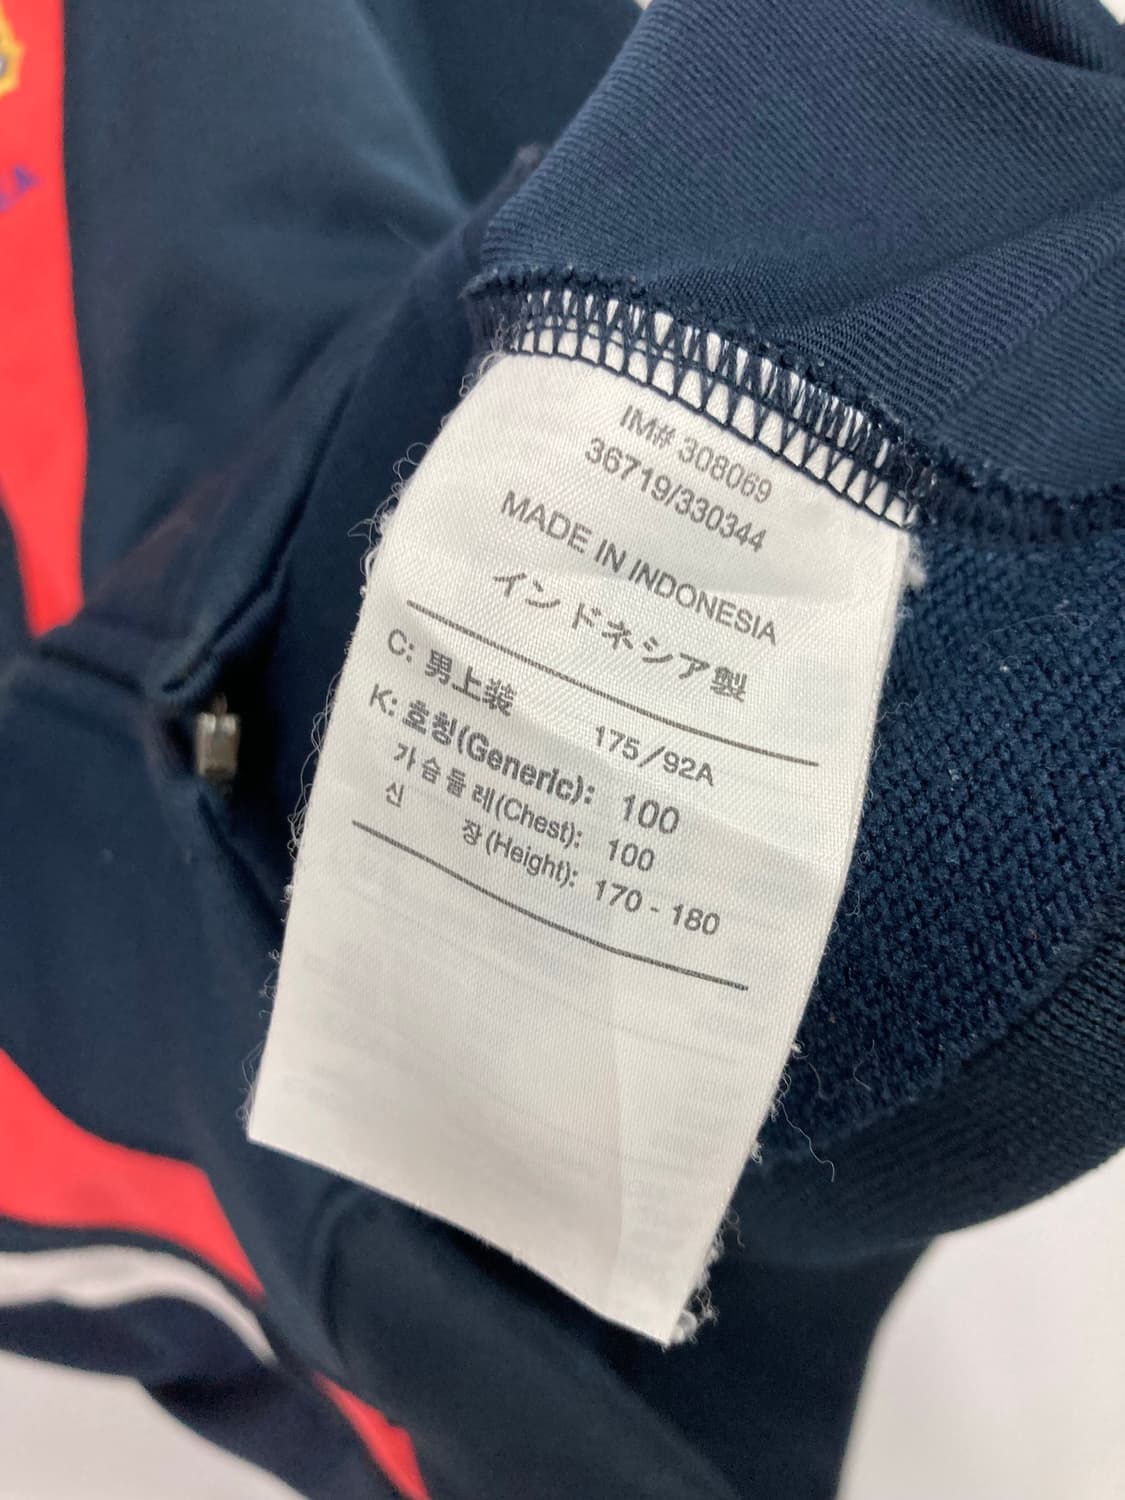 IM# 308069
36719/330344
MADE IN INDONESIA
インドネシア製
C: 男上装 175/92A
K: 호칭(Generic): 100
가슴둘레(Chest): 100
신 장(Height): 170 - 180